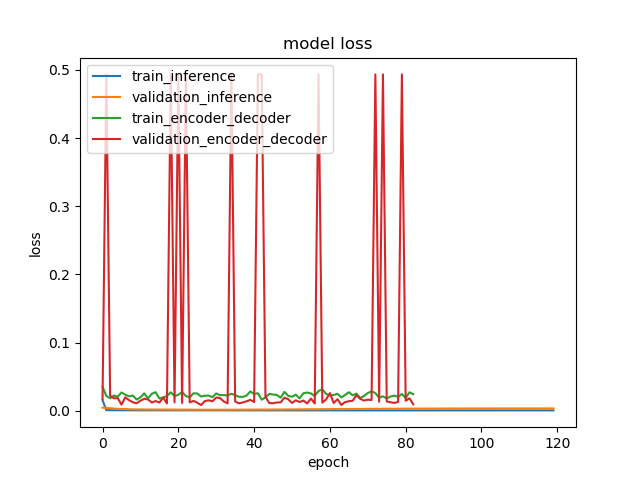 model loss
train_inference
validation_inference
train_encoder_decoder
validation_encoder_decoder
0.5
0.4
0.3
0.2
0.1
0.0
loss
0 20 40 60 80 100 120
epoch